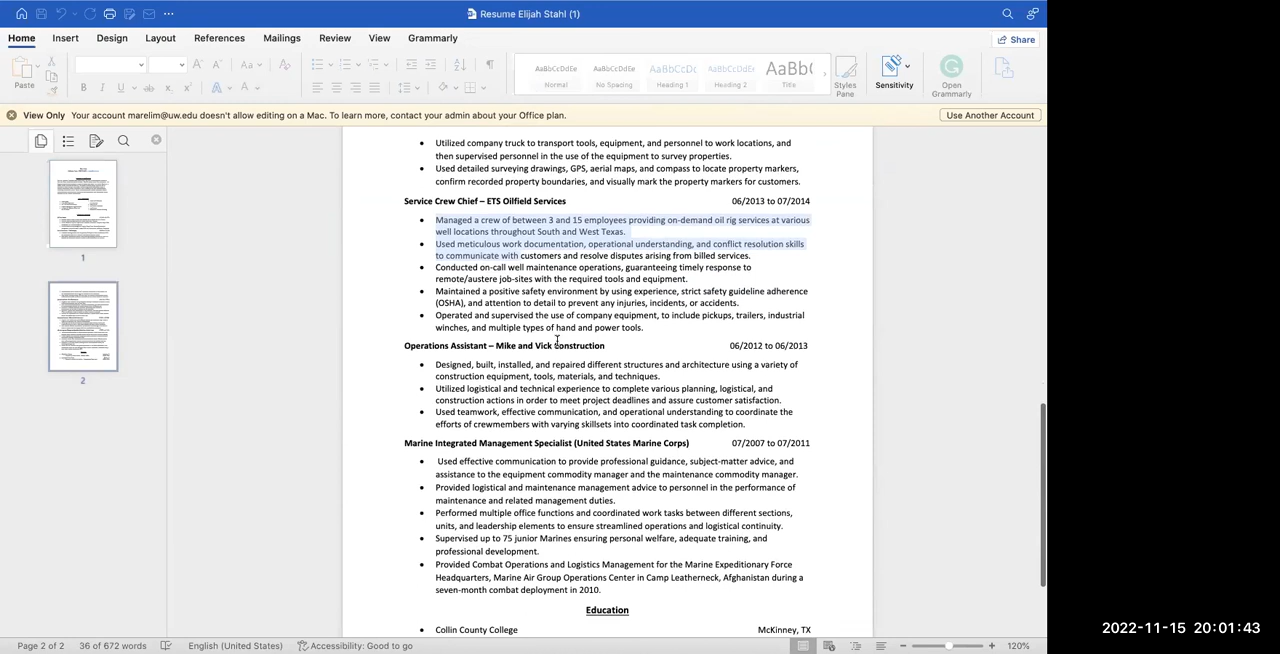 Resume Elijah Stahl (1)
Home Insert Design Layout References Mailings Review View Grammarly Share
Paste Aa A A AaBbCcDdEe AaBbCcDdEe AaBbCcDc AaBbCcDdEe AaBb(
B I U ab x x A A Normal No Spacing Heading 1 Heading 2 Title Styles Pane Sensitivity Open Grammarly
View Only Your account marelim@uw.edu doesn't allow editing on a Mac. To learn more, contact your admin about your Office plan. Use Another Account
1
2
• Utilized company truck to transport tools, equipment, and personnel to work locations, and
then supervised personnel in the use of the equipment to survey properties.
• Used detailed surveying drawings, GPS, aerial maps, and compass to locate property markers,
confirm recorded property boundaries, and visually mark the property markers for customers.
Service Crew Chief – ETS Oilfield Services 06/2013 to 07/2014
• Managed a crew of between 3 and 15 employees providing on-demand oil rig services at various
well locations throughout South and West Texas.
• Used meticulous work documentation, operational understanding, and conflict resolution skills
to communicate with customers and resolve disputes arising from billed services.
• Conducted on-call well maintenance operations, guaranteeing timely response to
remote/austere job-sites with the required tools and equipment.
• Maintained a positive safety environment by using experience, strict safety guideline adherence
(OSHA), and attention to detail to prevent any injuries, incidents, or accidents.
• Operated and supervised the use of company equipment, to include pickups, trailers, industrial
winches, and multiple types of hand and power tools.
Operations Assistant – Mike and Vick Construction 06/2012 to 06/2013
• Designed, built, installed, and repaired different structures and architecture using a variety of
construction equipment, tools, materials, and techniques.
• Utilized logistical and technical experience to complete various planning, logistical, and
construction actions in order to meet project deadlines and assure customer satisfaction.
• Used teamwork, effective communication, and operational understanding to coordinate the
efforts of crewmembers with varying skillsets into coordinated task completion.
Marine Integrated Management Specialist (United States Marine Corps) 07/2007 to 07/2011
• Used effective communication to provide professional guidance, subject-matter advice, and
assistance to the equipment commodity manager and the maintenance commodity manager.
• Provided logistical and maintenance management advice to personnel in the performance of
maintenance and related management duties.
• Performed multiple office functions and coordinated work tasks between different sections,
units, and leadership elements to ensure streamlined operations and logistical continuity.
• Supervised up to 75 junior Marines ensuring personal welfare, adequate training, and
professional development.
• Provided Combat Operations and Logistics Management for the Marine Expeditionary Force
Headquarters, Marine Air Group Operations Center in Camp Leatherneck, Afghanistan during a
seven-month combat deployment in 2010.
Education
• Collin County College McKinney, TX
Page 2 of 2 36 of 672 words English (United States) Accessibility: Good to go 120%
2022-11-15 20:01:43